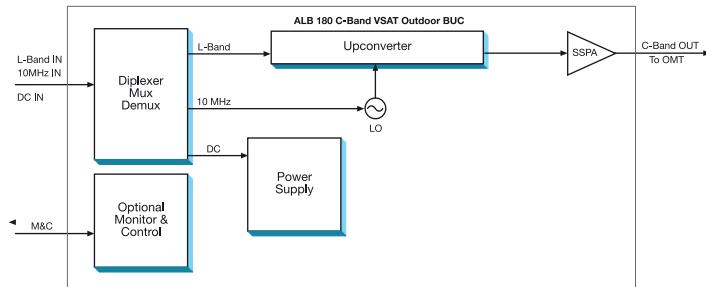 ALB 180 C-Band VSAT Outdoor BUC
L-Band IN
10MHz IN
DC IN
Diplexer
Mux
Demux
L-Band
Upconverter
SSPA
C-Band OUT
To OMT
10 MHz
LO
DC
Power
Supply
Optional
Monitor &
Control
M&C